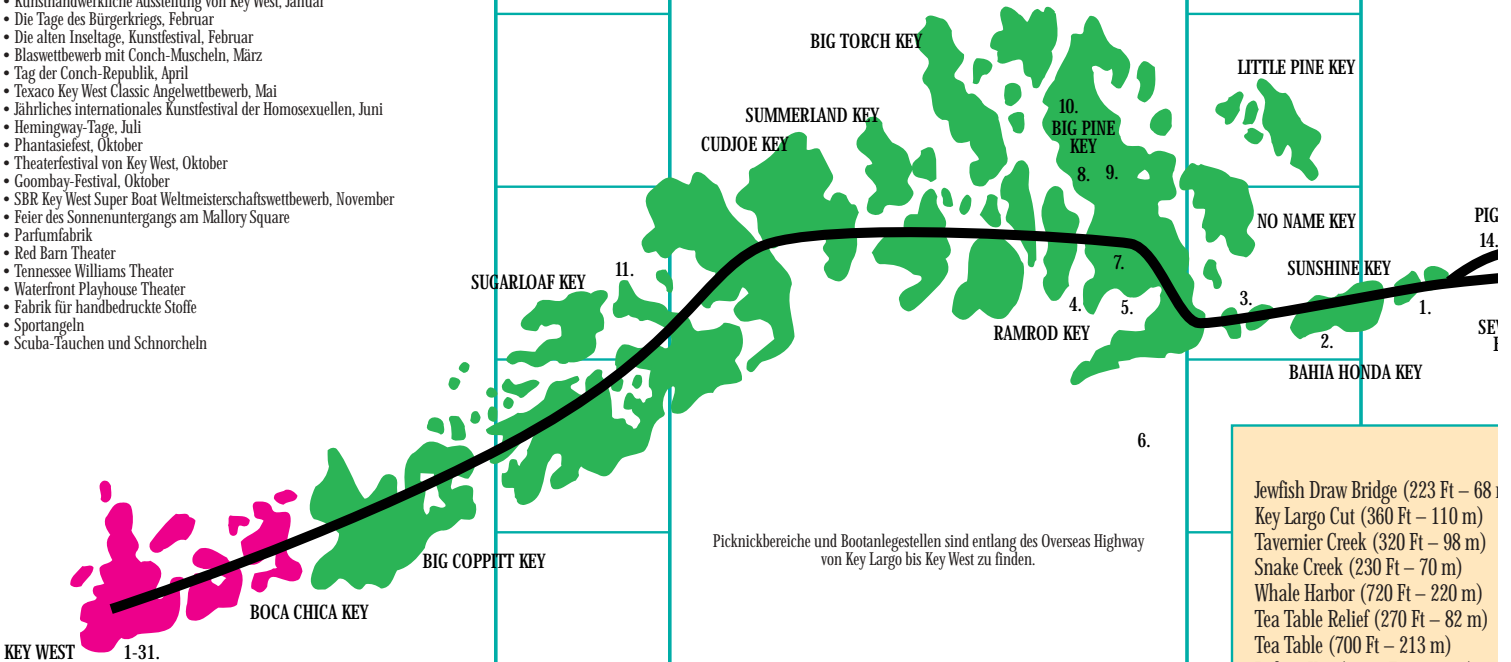 • Kunsthandwerkliche Ausstellung von Key West, Januar
• Die Tage des Bürgerkriegs, Februar
• Die alten Inseltage, Kunstfestival, Februar
• Blaswettbewerb mit Conch-Muscheln, März
• Tag der Conch-Republik, April
• Texaco Key West Classic Angelwettbewerb, Mai
• Jährliches internationales Kunstfestival der Homosexuellen, Juni
• Hemingway-Tage, Juli
• Phantasiefest, Oktober
• Theaterfestival von Key West, Oktober
• Goombay-Festival, Oktober
• SBR Key West Super Boat Weltmeisterschaftswettbewerb, November
• Feier des Sonnenuntergangs am Mallory Square
• Parfumfabrik
• Red Barn Theater
• Tennessee Williams Theater
• Waterfront Playhouse Theater
• Fabrik für handbedruckte Stoffe
• Sportangeln
• Scuba-Tauchen und Schnorcheln
BIG TORCH KEY
LITTLE PINE KEY
10.
BIG PINE
KEY
SUMMERLAND KEY
CUDJOE KEY
8. 9.
NO NAME KEY
PIG
14.
SUGARLOAF KEY
11.
7.
SUNSHINE KEY
4.
5.
3.
1.
RAMROD KEY
2.
SE
BAHIA HONDA KEY
6.
Picknickbereiche und Bootanlegestellen sind entlang des Overseas Highway
von Key Largo bis Key West zu finden.
BIG COPPITT KEY
BOCA CHICA KEY
KEY WEST
1-31.
Jewfish Draw Bridge (223 Ft – 68
Key Largo Cut (360 Ft – 110 m)
Tavernier Creek (320 Ft – 98 m)
Snake Creek (230 Ft – 70 m)
Whale Harbor (720 Ft – 220 m)
Tea Table Relief (270 Ft – 82 m)
Tea Table (700 Ft – 213 m)